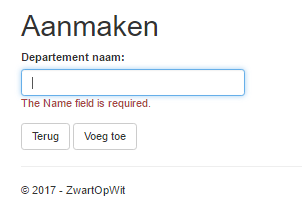 Aanmaken
Departement naam:
The Name field is required.
Terug Voeg toe
© 2017 - ZwartOpWit